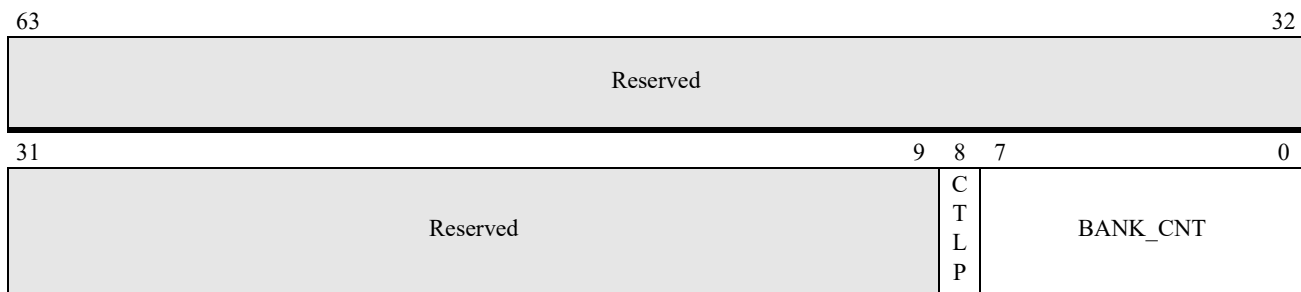 63 32
Reserved
31 9 8 7 0
Reserved
C
T
L
P
BANK_CNT